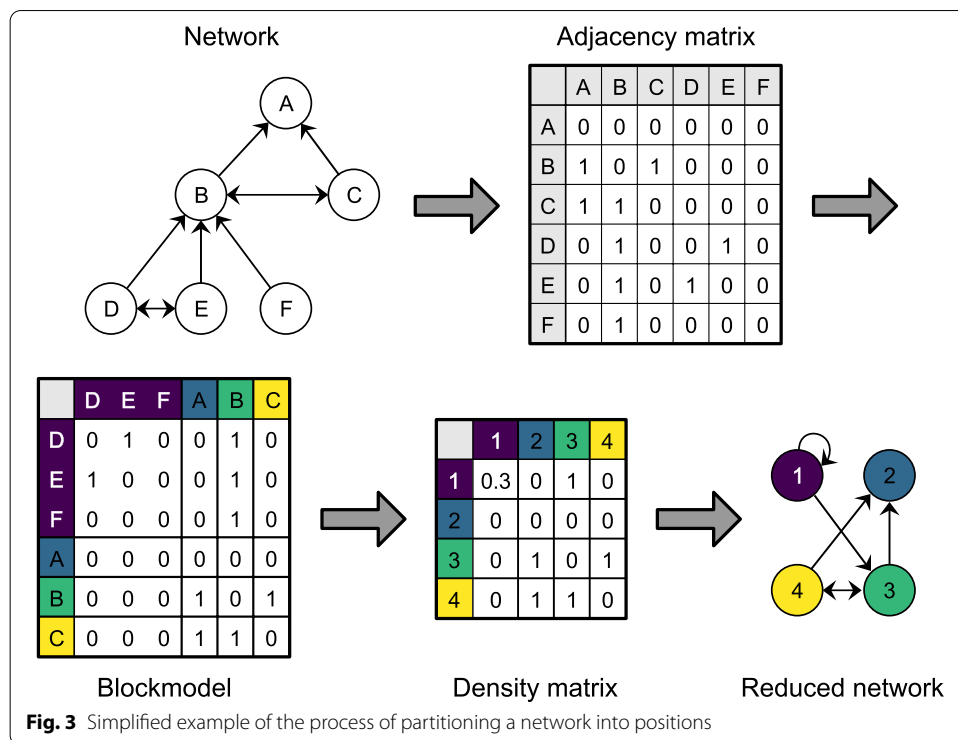 Network
Adjacency matrix
A
B
C
D
E
F
A B C D E F
A 0 0 0 0 0 0
B 1 0 1 0 0 0
C 1 1 0 0 0 0
D 0 1 0 0 1 0
E 0 1 0 1 0 0
F 0 1 0 0 0 0
D E F A B C
D 0 1 0 0 1 0
E 1 0 0 0 1 0
F 0 0 0 0 1 0
A 0 0 0 0 0 0
B 0 0 0 1 0 1
C 0 0 0 1 1 0
1 2 3 4
1 0.3 0 1 0
2 0 0 0 0
3 0 1 0 1
4 0 1 1 0
1 2
4 3
Blockmodel
Density matrix
Reduced network
Fig. 3 Simplified example of the process of partitioning a network into positions